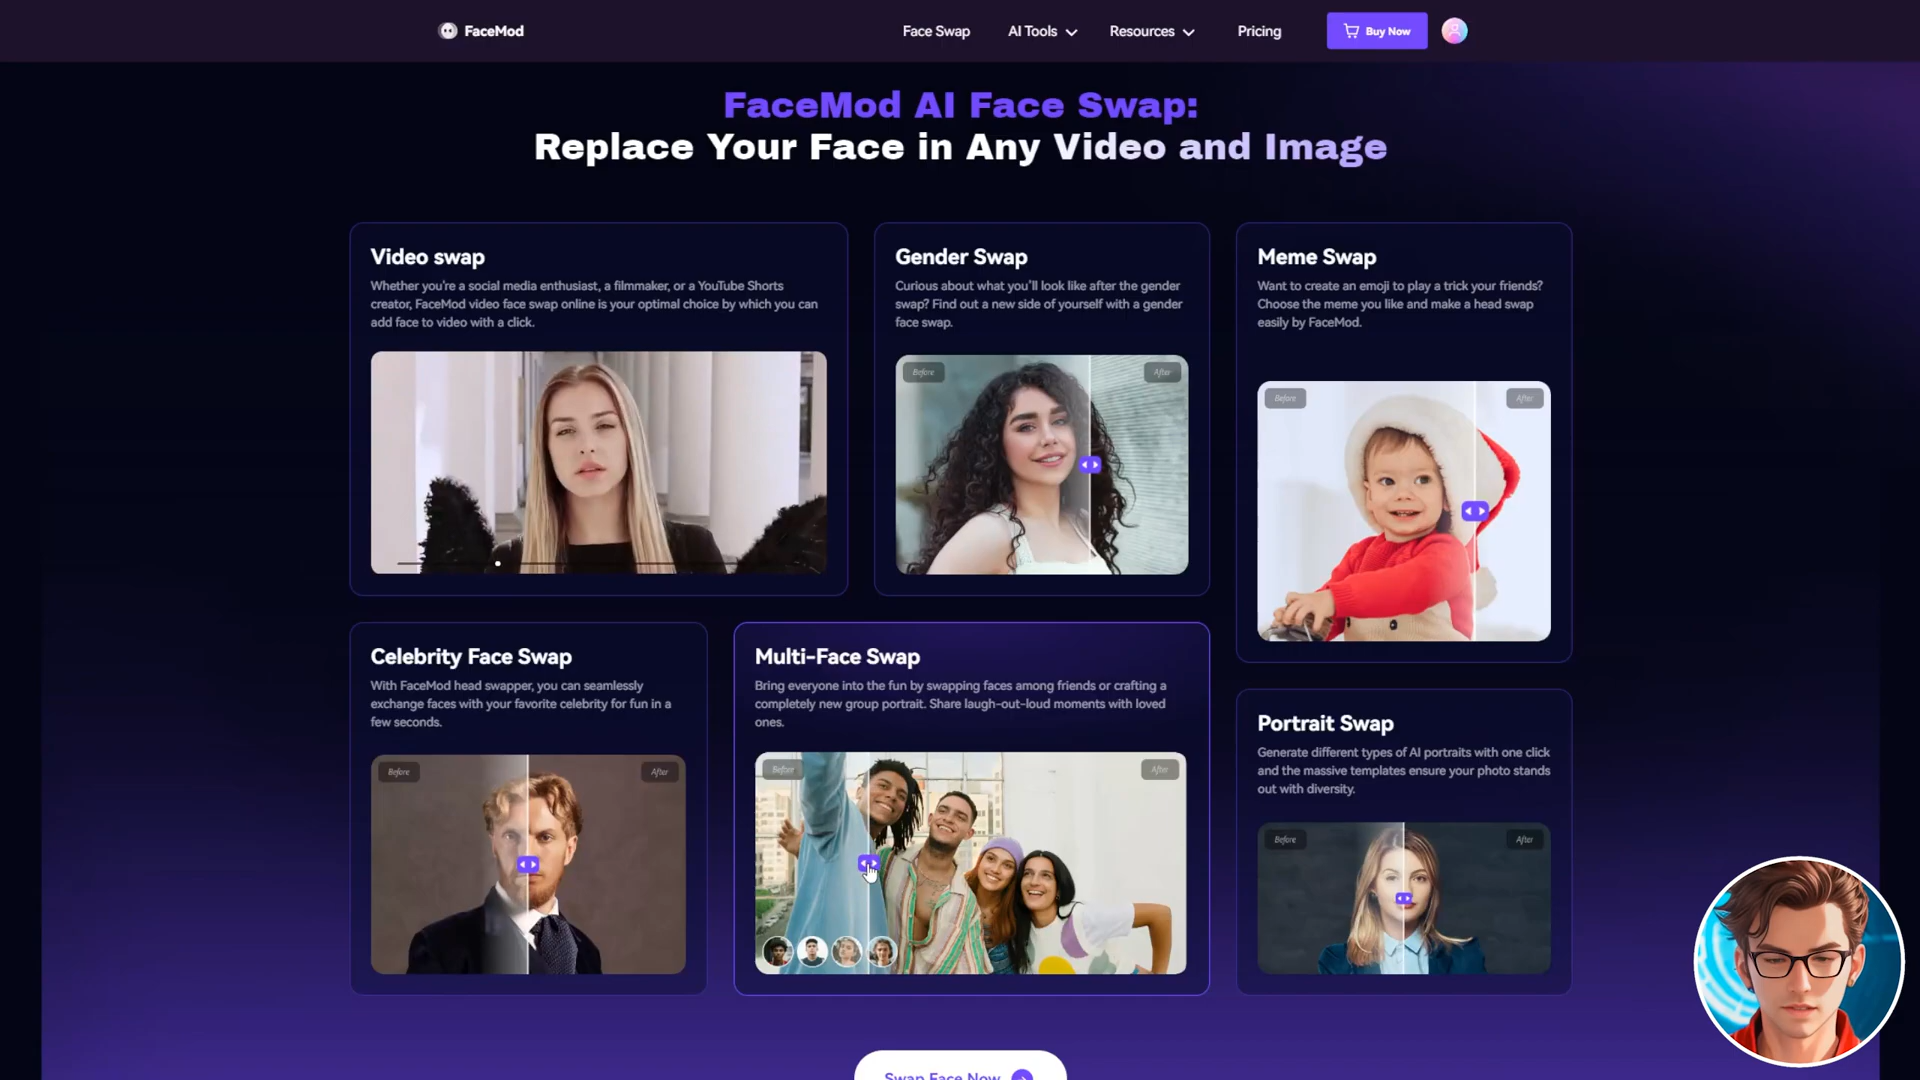 FaceMod
Face Swap
AI Tools
Resources
Pricing
Buy Now
FaceMod AI Face Swap:
Replace Your Face in Any Video and Image
Video swap
Whether you're a social media enthusiast, a filmmaker, or a YouTube Shorts
creator, FaceMod video face swap online is your optimal choice by which you can
add face to video with a click.
Gender Swap
Curious about what you'll look like after the gender
swap? Find out a new side of yourself with a gender
face swap.
Before
After
Meme Swap
Want to create an emoji to play a trick your friends?
Choose the meme you like and make a head swap
easily by FaceMod.
Before
After
Celebrity Face Swap
With FaceMod head swapper, you can seamlessly
exchange faces with your favorite celebrity for fun in a
few seconds.
Before
After
Multi-Face Swap
Bring everyone into the fun by swapping faces among friends or crafting a
completely new group portrait. Share laugh-out-loud moments with loved
ones.
Before
After
Portrait Swap
Generate different types of AI portraits with one click
and the massive templates ensure your photo stands
out with diversity.
Before
After
Swap Face Now